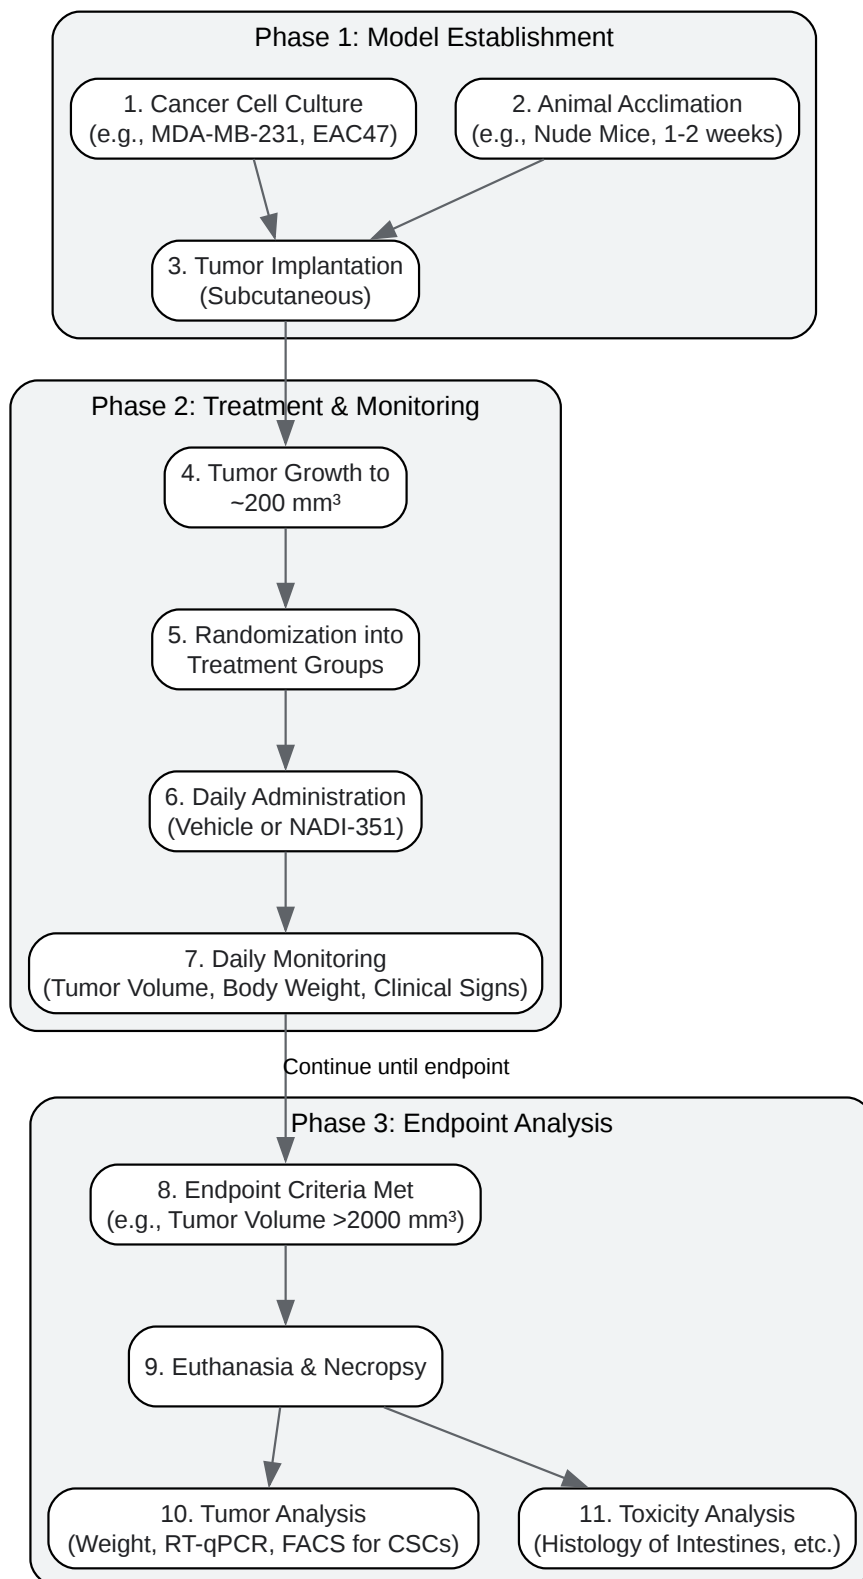 Phase 1: Model Establishment
1. Cancer Cell Culture
(e.g., MDA-MB-231, EAC47)
2. Animal Acclimation
(e.g., Nude Mice, 1-2 weeks)
3. Tumor Implantation
(Subcutaneous)
Phase 2: Treatment & Monitoring
4. Tumor Growth to
~200 mm³
5. Randomization into
Treatment Groups
6. Daily Administration
(Vehicle or NADI-351)
7. Daily Monitoring
(Tumor Volume, Body Weight, Clinical Signs)
Continue until endpoint
Phase 3: Endpoint Analysis
8. Endpoint Criteria Met
(e.g., Tumor Volume >2000 mm³)
9. Euthanasia & Necropsy
10. Tumor Analysis
(Weight, RT-qPCR, FACS for CSCs)
11. Toxicity Analysis
(Histology of Intestines, etc.)